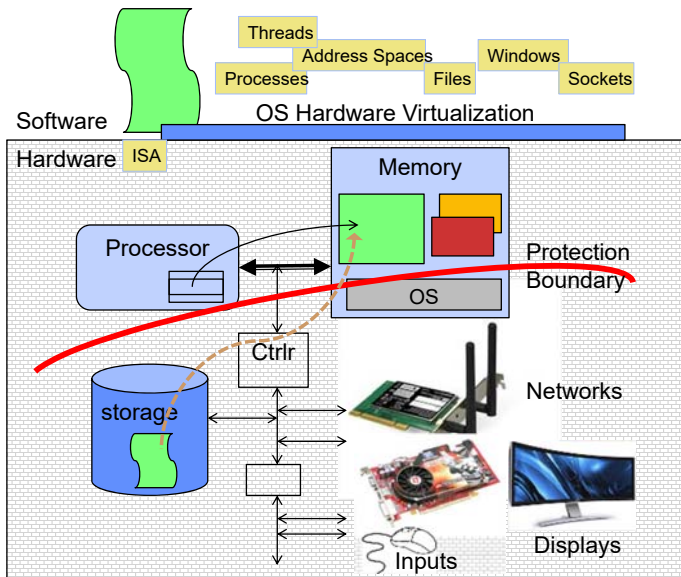 Threads
Address Spaces
Windows
Processes
Files
Sockets
Software
OS Hardware Virtualization
Hardware
ISA
Memory
Processor
Protection
Boundary
OS
Ctrlr
storage
Networks
Displays
Inputs